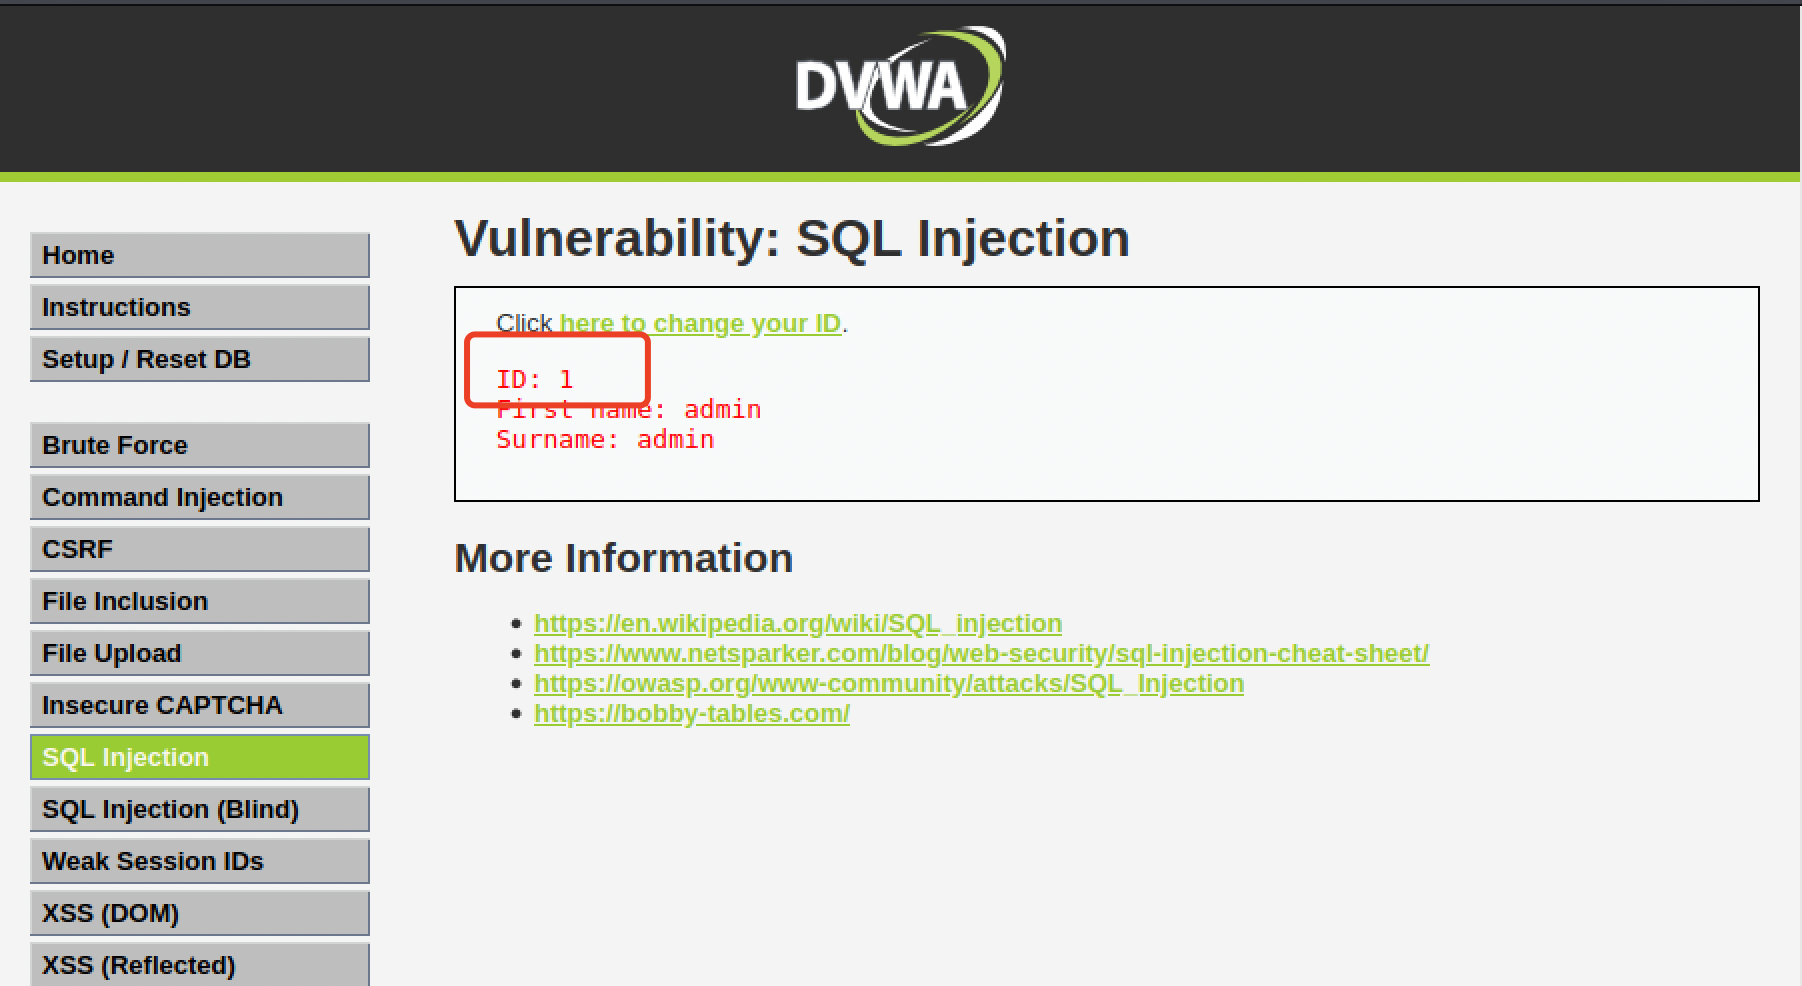 DVWA
Home
Instructions
Setup / Reset DB
Brute Force
Command Injection
CSRF
File Inclusion
File Upload
Insecure CAPTCHA
SQL Injection
SQL Injection (Blind)
Weak Session IDs
XSS (DOM)
XSS (Reflected)
Vulnerability: SQL Injection
Click here to change your ID.
ID: 1
First name: admin
Surname: admin
More Information
https://en.wikipedia.org/wiki/SQL_injection
https://www.netsparker.com/blog/web-security/sql-injection-cheat-sheet/
https://owasp.org/www-community/attacks/SQL_Injection
https://bobby-tables.com/